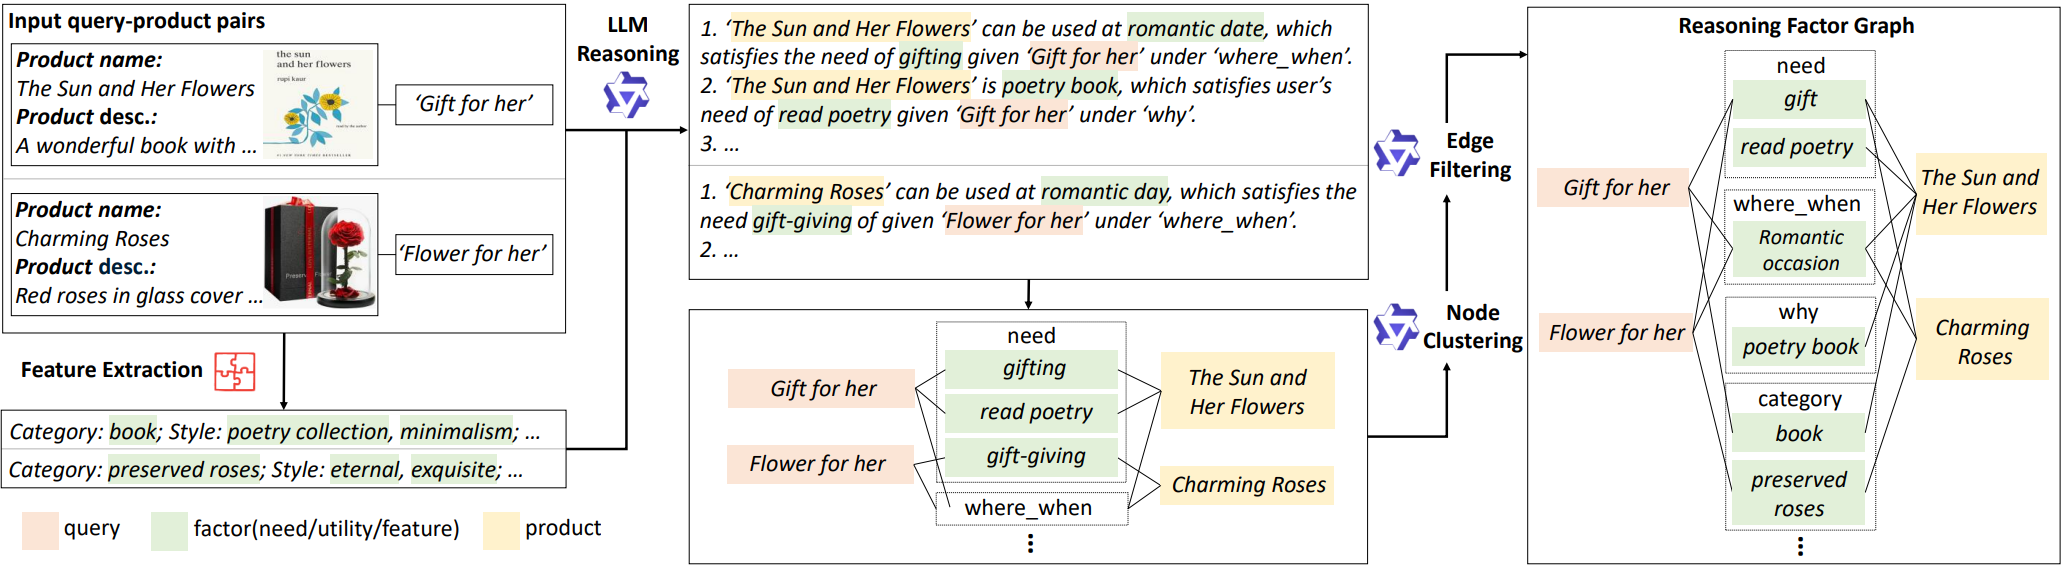 Input query-product pairs
Product name:
The Sun and Her Flowers
Product desc.:
A wonderful book with ...
the sun
and her flowers
rupi kaur
'Gift for her'
Product name:
Charming Roses
Product desc.:
Red roses in glass cover ...
'Flower for her'
Feature Extraction
Category: book; Style: poetry collection, minimalism; ...
Category: preserved roses; Style: eternal, exquisite; ...
query
factor(need/utility/feature)
product
LLM
Reasoning
1. 'The Sun and Her Flowers' can be used at romantic date, which
satisfies the need of gifting given 'Gift for her' under 'where_when'.
2. 'The Sun and Her Flowers' is poetry book, which satisfies user's
need of read poetry given 'Gift for her' under 'why'.
3. ...
1. 'Charming Roses' can be used at romantic day, which satisfies the
need gift-giving of given 'Flower for her' under 'where_when'.
2. ...
need
gifting
read poetry
gift-giving
where_when
Gift for her
Flower for her
The Sun and
Her Flowers
Charming Roses
Node
Clustering
Edge
Filtering
Reasoning Factor Graph
need
gift
read poetry
where_when
Romantic
occasion
why
poetry book
category
book
preserved
roses
Gift for her
Flower for her
The Sun and
Her Flowers
Charming
Roses